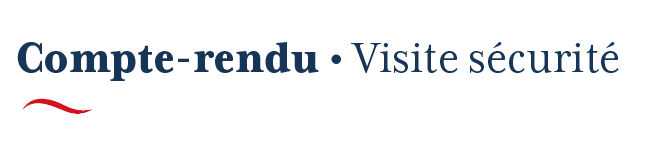 Compte-rendu • Visite sécurité